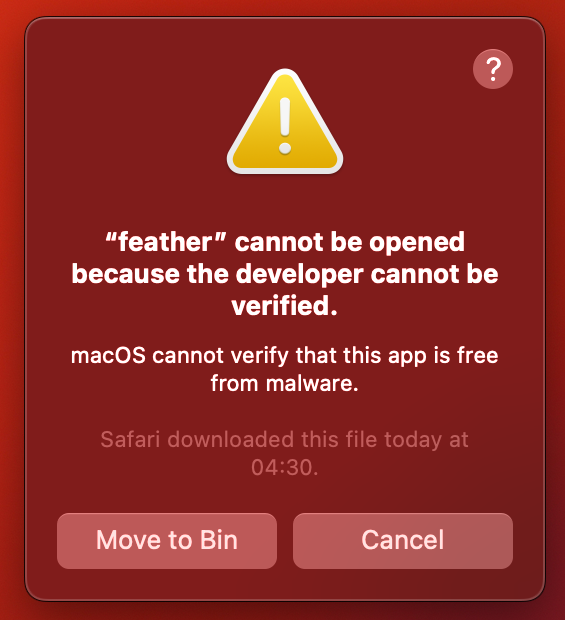 ?
“feather” cannot be opened
because the developer cannot be
verified.
macOS cannot verify that this app is free
from malware.
Safari downloaded this file today at
04:30.
Move to Bin
Cancel